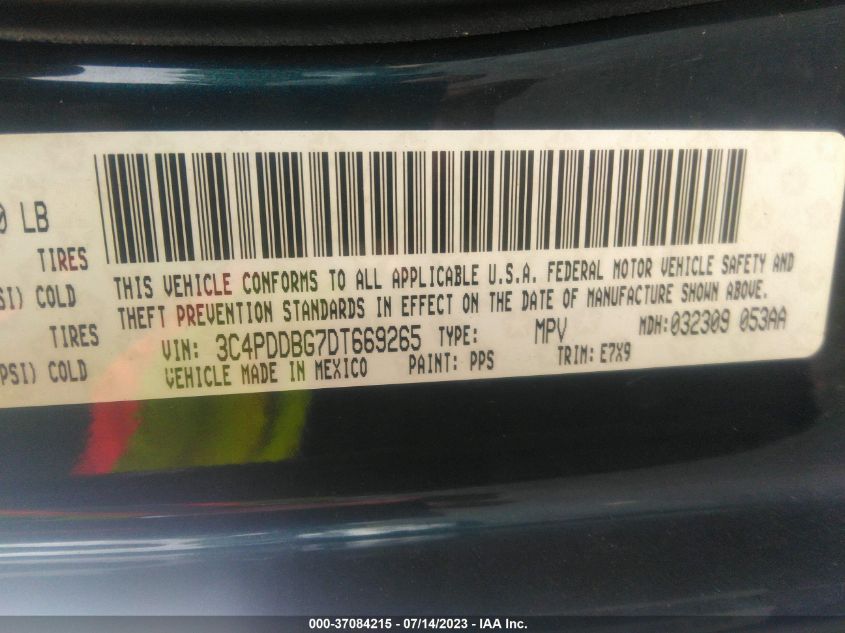 0 LB
TIRES
SI) COLD
TIRES
PSI) COLD
THIS VEHICLE CONFORMS TO ALL APPLICABLE U.S.A. FEDERAL MOTOR VEHICLE SAFETY AND
THEFT PREVENTION STANDARDS IN EFFECT ON THE DATE OF MANUFACTURE SHOWN ABOVE.
VIN: 3C4PDDBG7DT669265 TYPE: MPV MDH:032309 053AA
VEHICLE MADE IN MEXICO PAINT: PPS TRIM: E7X9
000-37084215 - 07/14/2023 - IAA Inc.